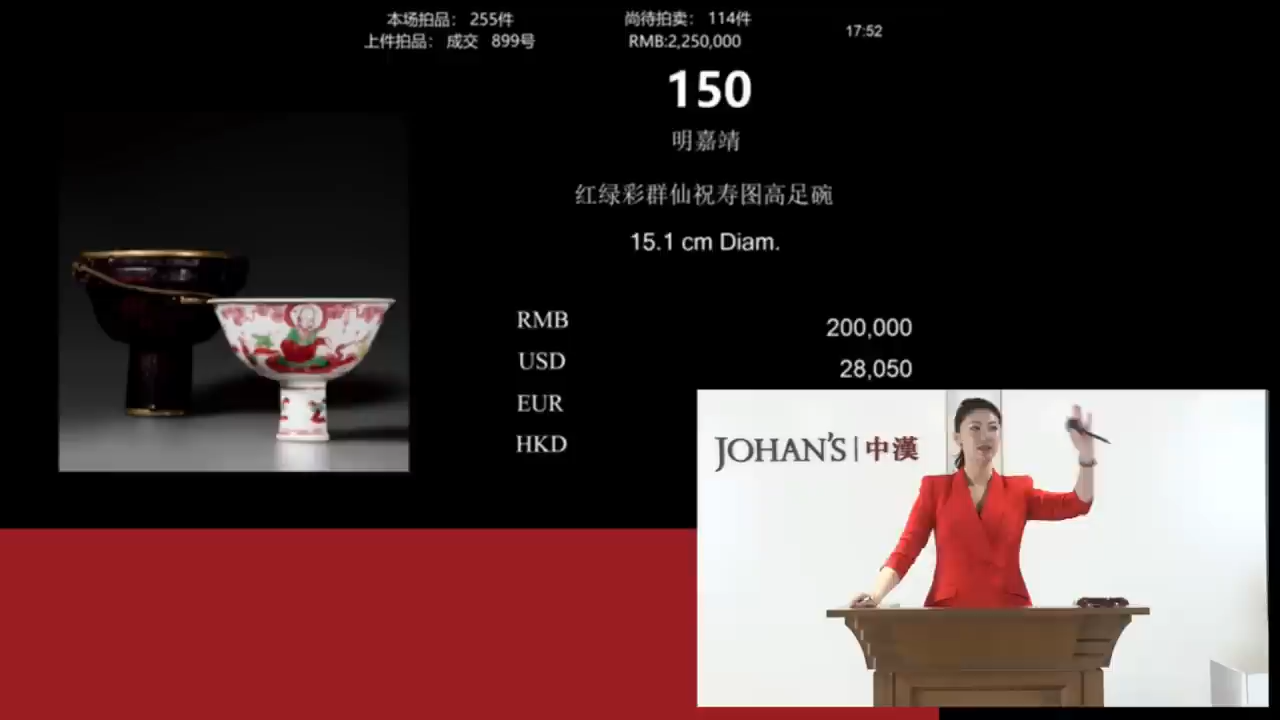 本场拍品： 255件
尚待拍卖： 114件
上件拍品： 成交 899号
RMB:2,250,000
17:52
150
明嘉靖
红绿彩群仙祝寿图高足碗
15.1 cm Diam.
RMB 200,000
USD 28,050
EUR
HKD
JOHAN'S | 中漢